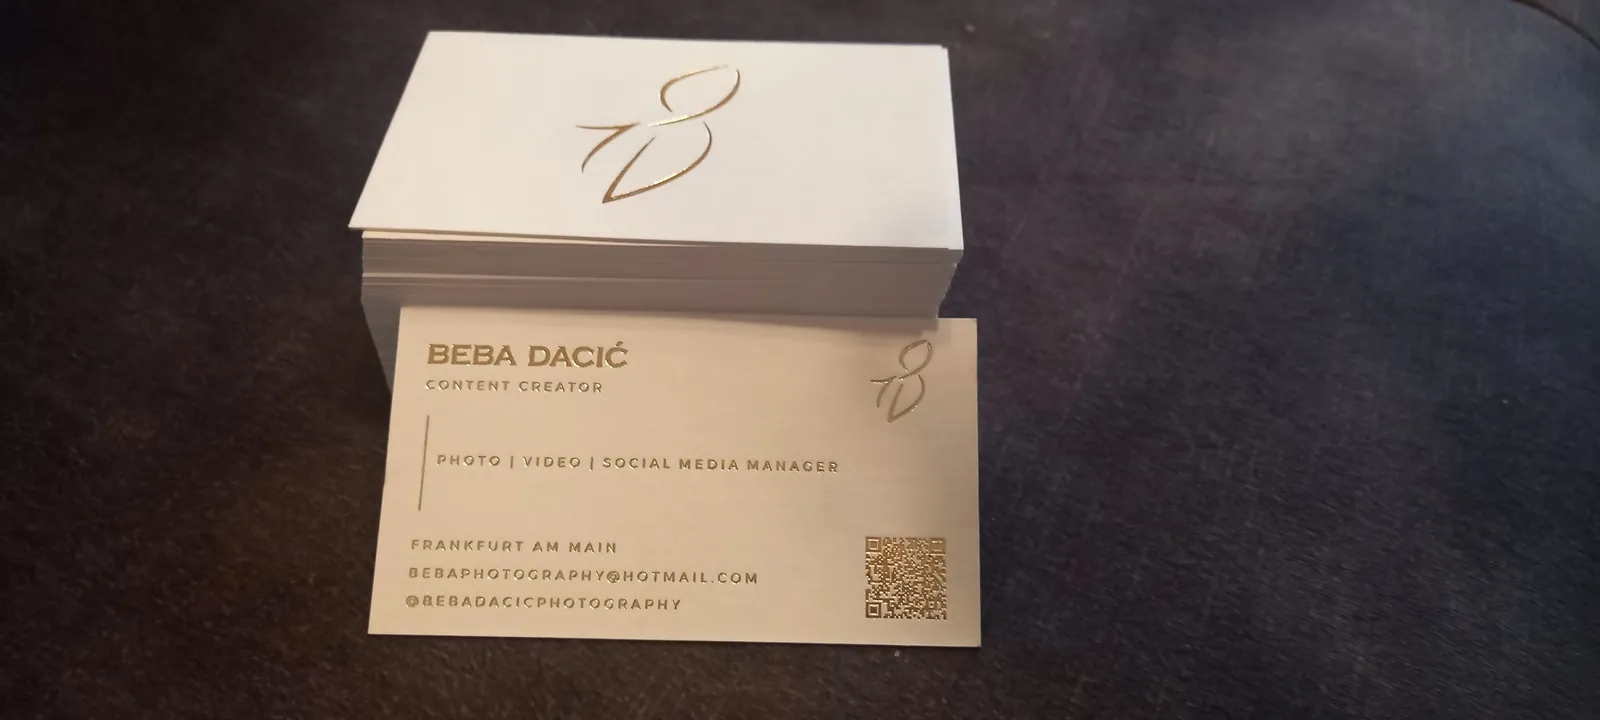 BEBA DACIĆ
CONTENT CREATOR
PHOTO | VIDEO | SOCIAL MEDIA MANAGER
FRANKFURT AM MAIN
BEBAPHOTOGRAPHY@HOTMAIL.COM
@BEBADACICPHOTOGRAPHY